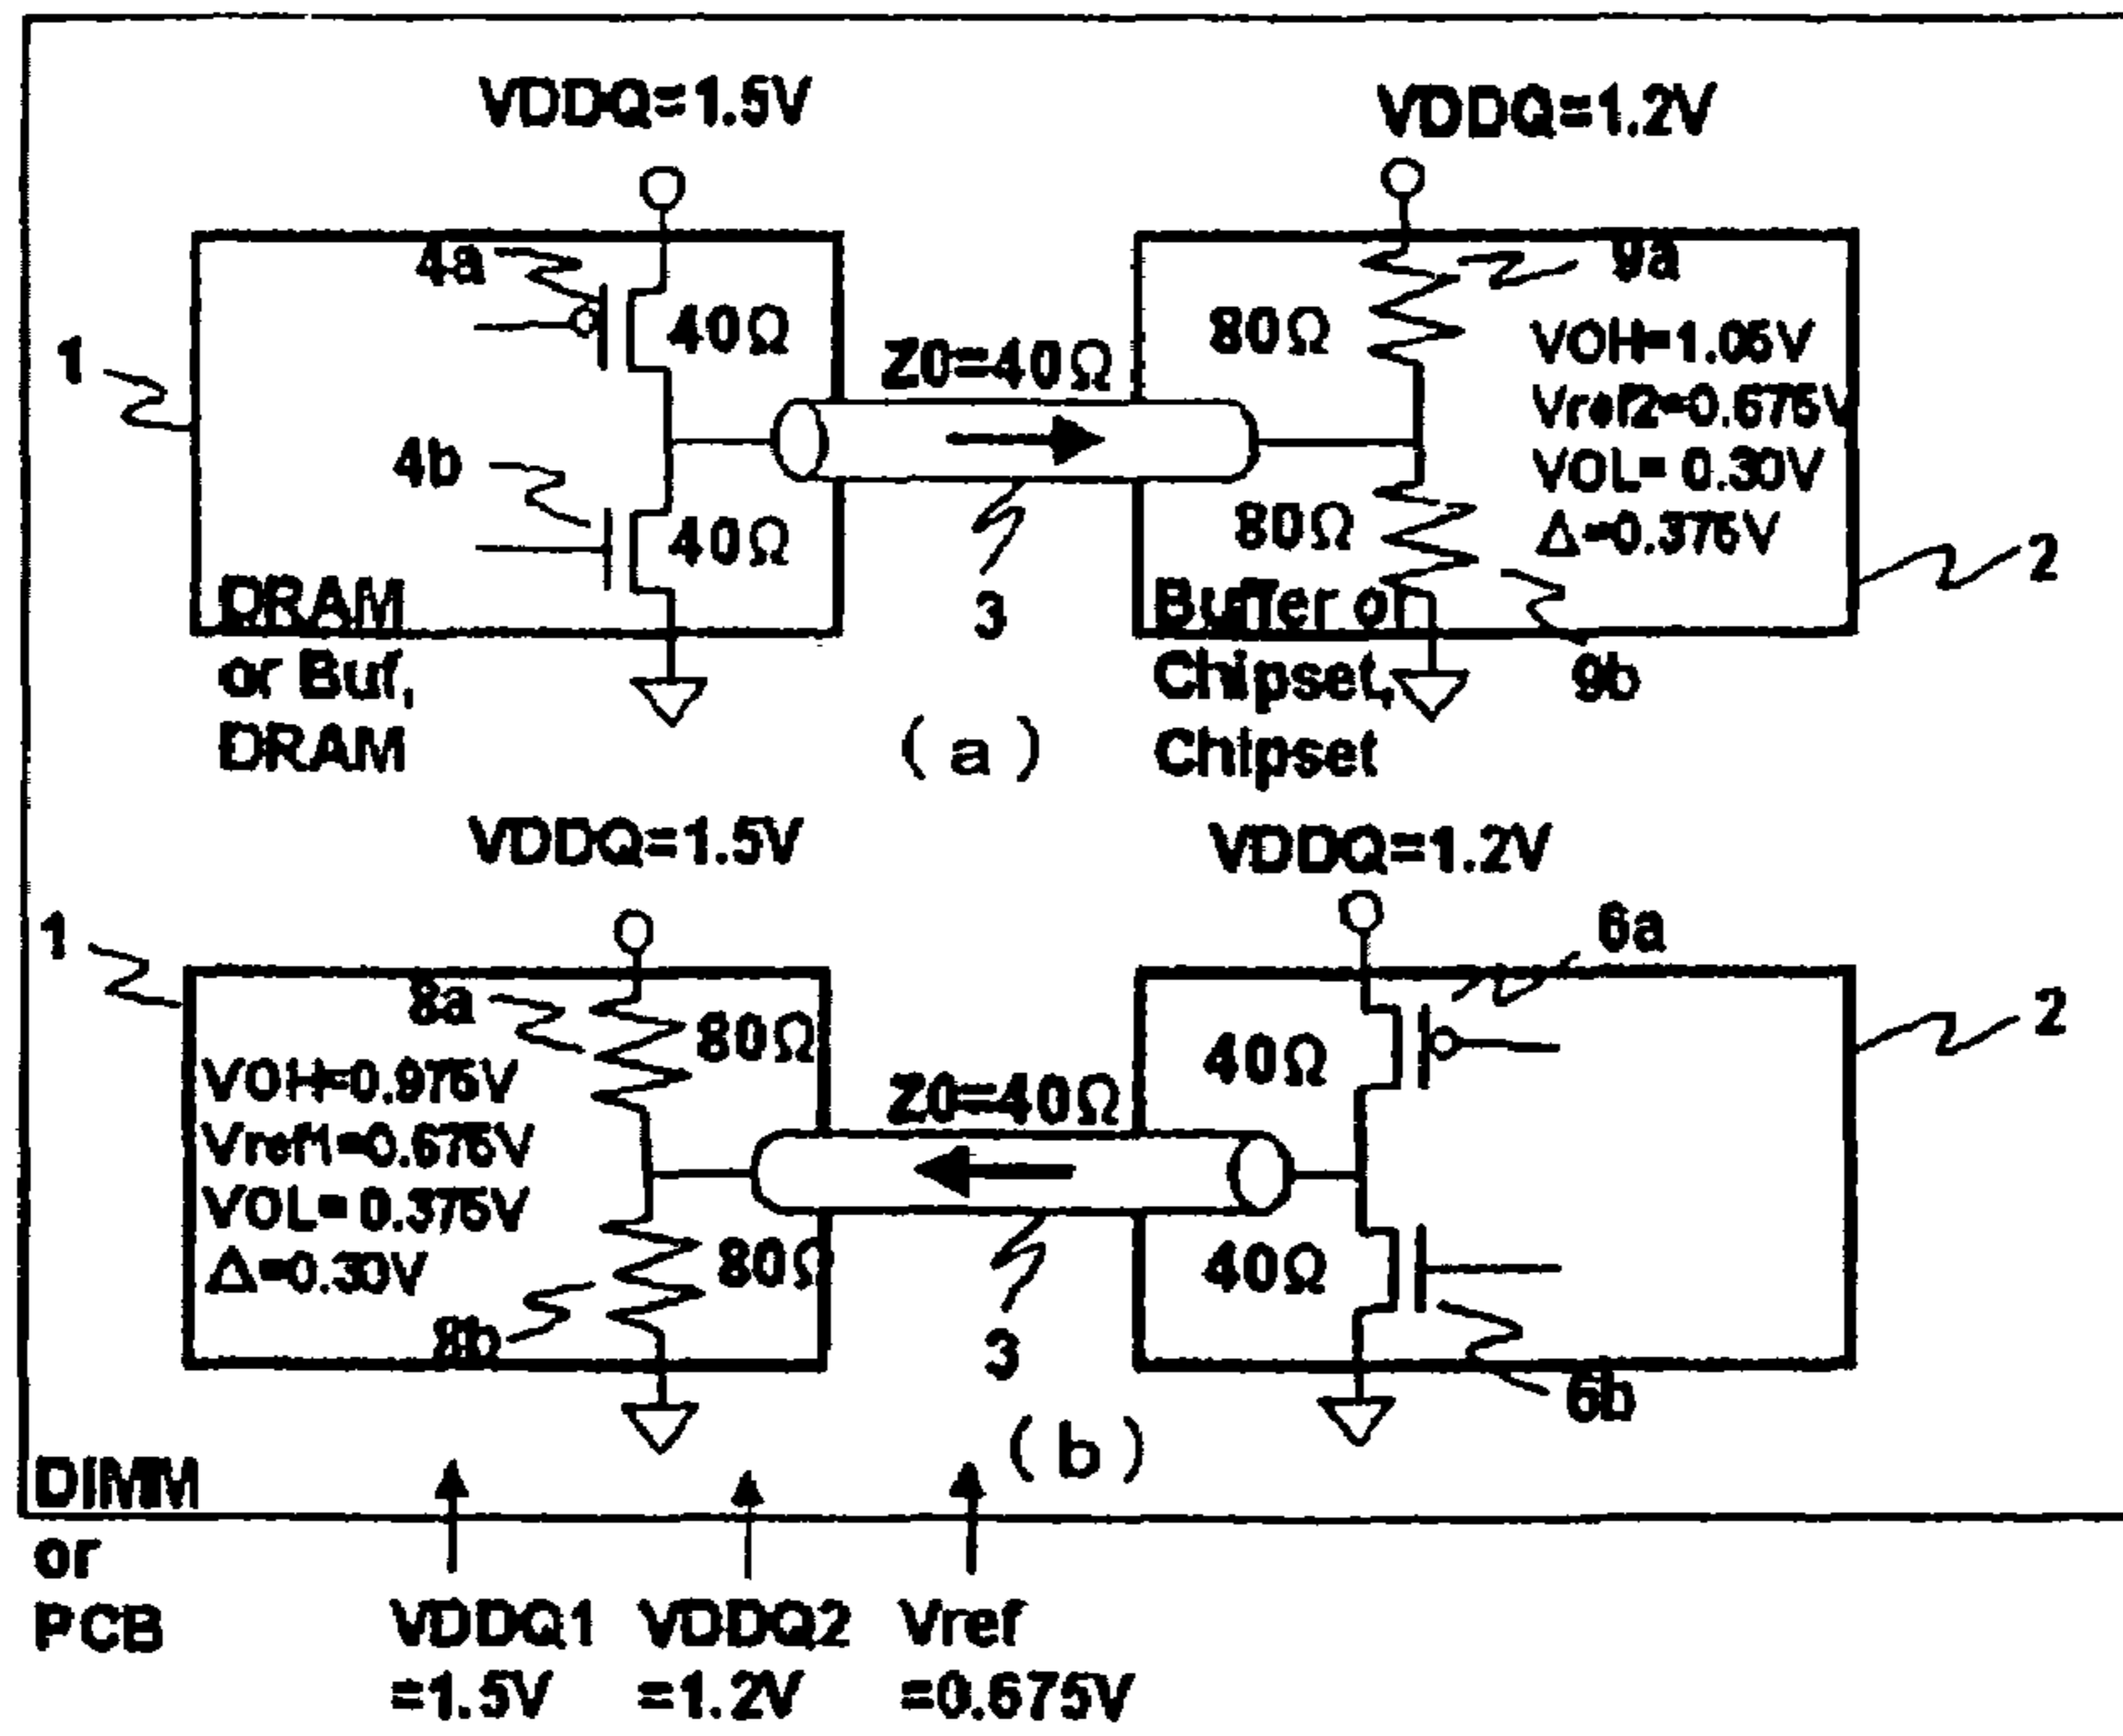 VDDQ=1.5V
VDDQ=1.2V
4a
40Ω
1
Z0=40Ω
80Ω
9a
VOH=1.05V
Vref2=0.675V
VOL= 0.30V
Δ=0.375V
4b
40Ω
80Ω
2
3
DRAM
or Buf,
DRAM
Buffer or
Chipset,
Chipset
9b
(a)
VDDQ=1.5V
VDDQ=1.2V
1
8a
80Ω
6a
2
VOH=0.975V
Vref1=0.675V
VOL= 0.375V
Δ=0.30V
Z0=40Ω
40Ω
80Ω
40Ω
8b
3
6b
(b)
DIMM
or
PCB
VDDQ1
=1.5V
VDDQ2
=1.2V
Vref
=0.675V